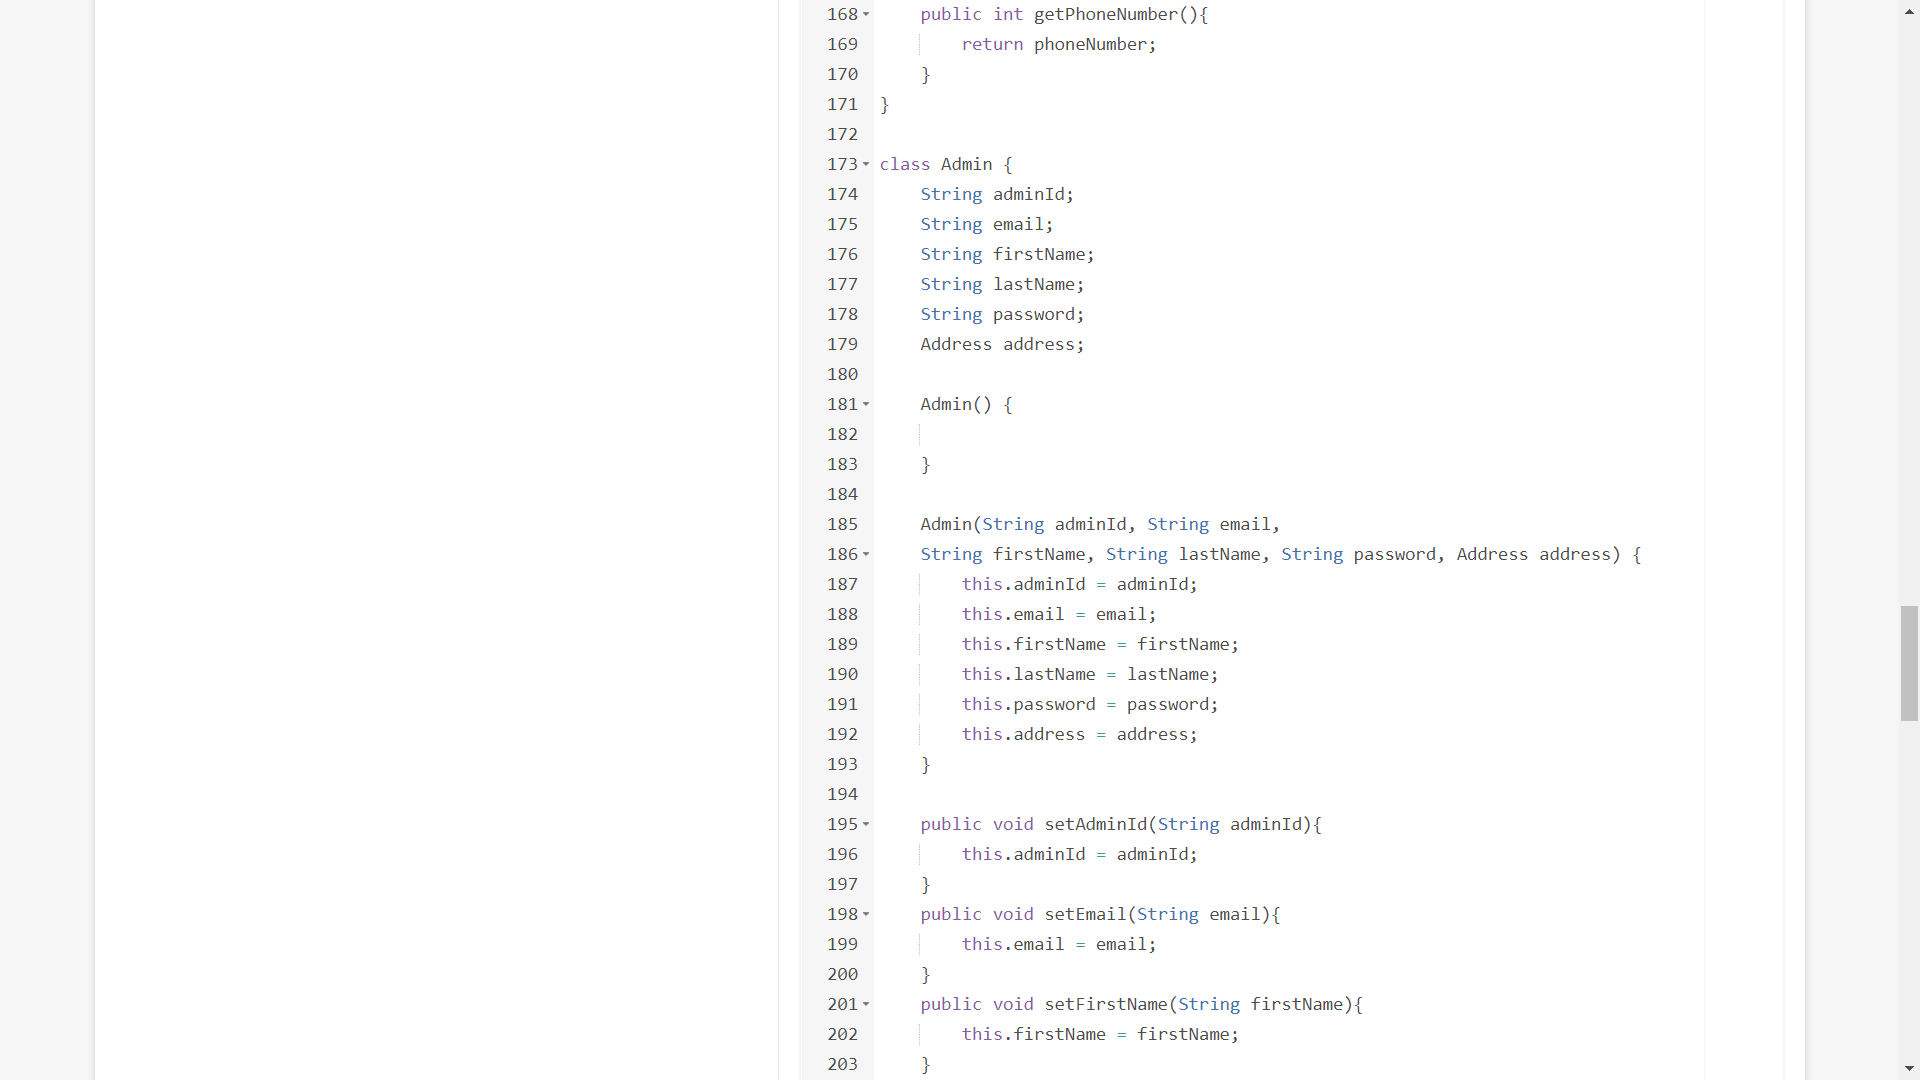 168 public int getPhoneNumber(){
169 return phoneNumber;
170 }
171 }
172
173 class Admin {
174 String adminId;
175 String email;
176 String firstName;
177 String lastName;
178 String password;
179 Address address;
180
181 Admin() {
182
183 }
184
185 Admin(String adminId, String email,
186 String firstName, String lastName, String password, Address address) {
187 this.adminId = adminId;
188 this.email = email;
189 this.firstName = firstName;
190 this.lastName = lastName;
191 this.password = password;
192 this.address = address;
193 }
194
195 public void setAdminId(String adminId){
196 this.adminId = adminId;
197 }
198 public void setEmail(String email){
199 this.email = email;
200 }
201 public void setFirstName(String firstName){
202 this.firstName = firstName;
203 }